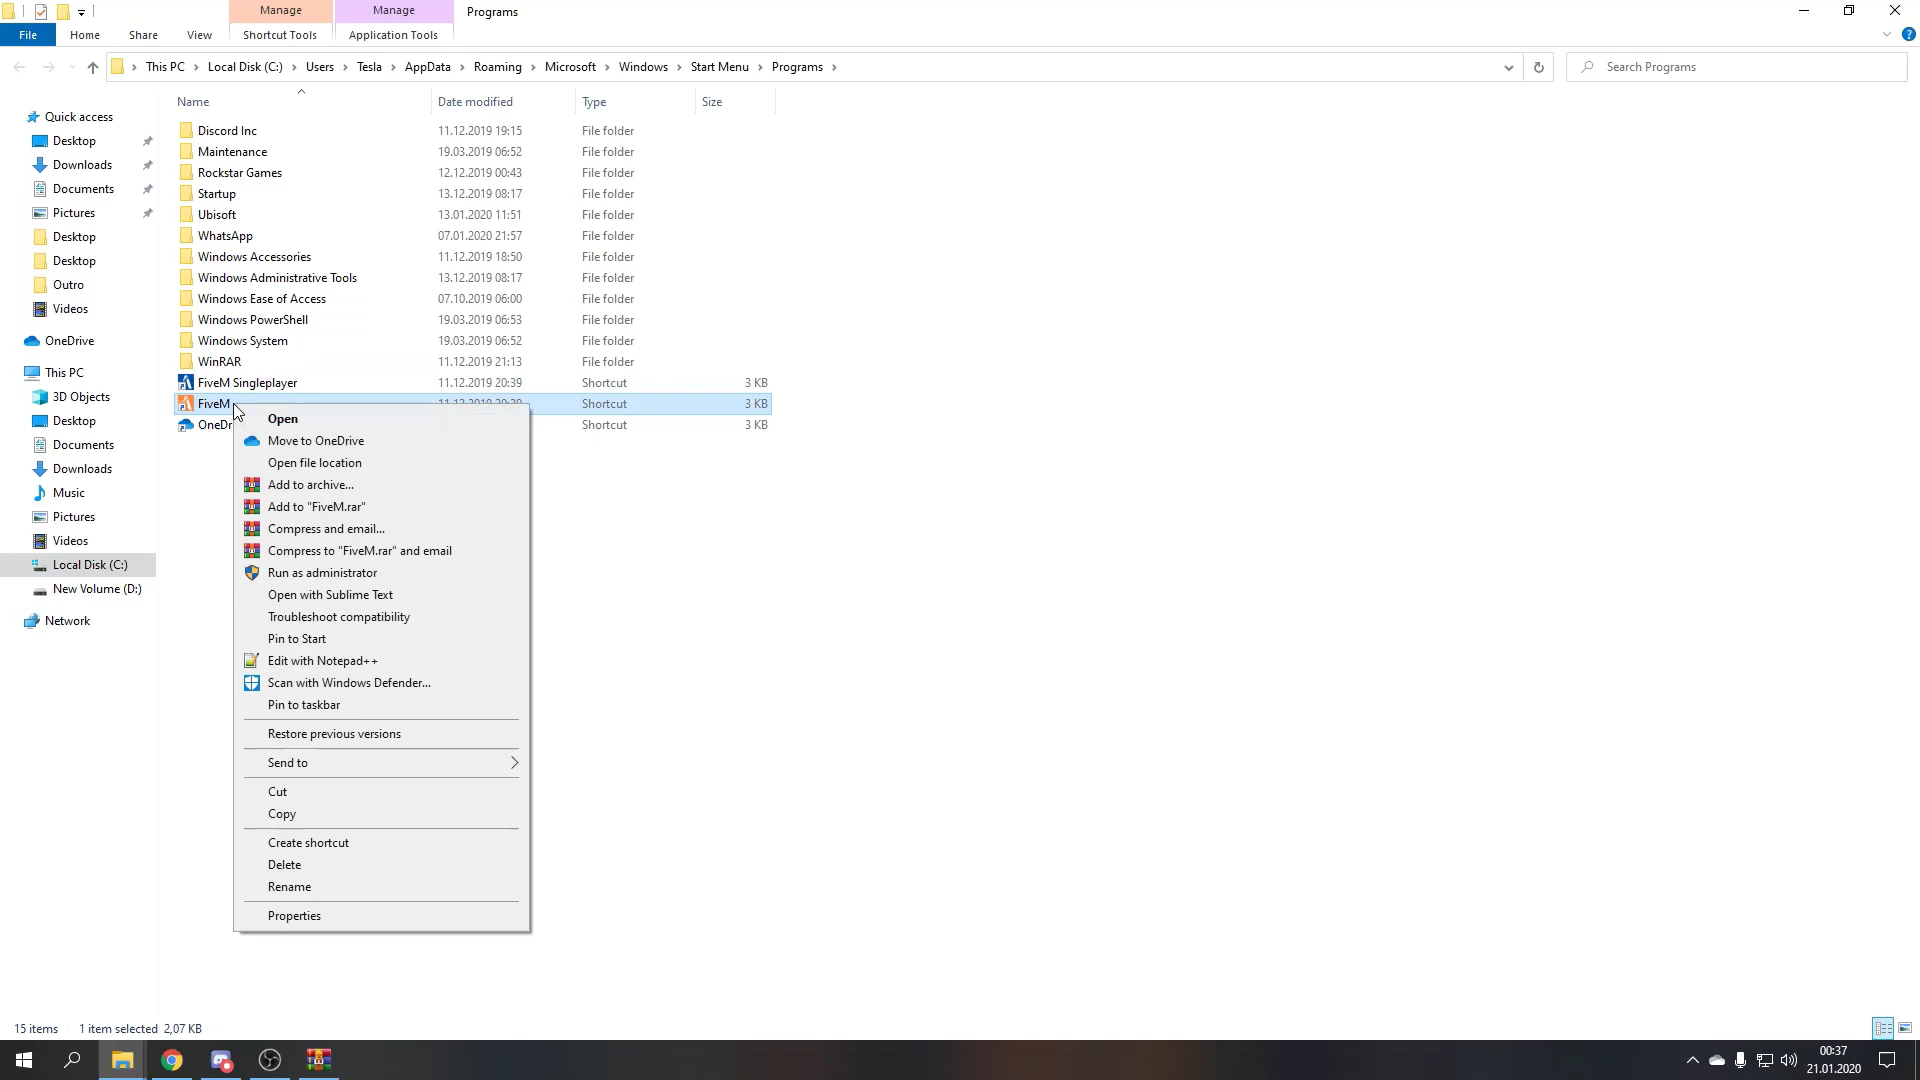 Manage
Manage
Programs
File
Home
Share
View
Shortcut Tools
Application Tools
This PC
Local Disk (C:)
Users
Tesla
AppData
Roaming
Microsoft
Windows
Start Menu
Programs
Search Programs
Name
Date modified
Type
Size
Quick access
Desktop
Downloads
Documents
Pictures
Desktop
Desktop
Outro
Videos
OneDrive
This PC
3D Objects
Desktop
Documents
Downloads
Music
Pictures
Videos
Local Disk (C:)
New Volume (D:)
Network
Discord Inc 11.12.2019 19:15 File folder
Maintenance 19.03.2019 06:52 File folder
Rockstar Games 12.12.2019 00:43 File folder
Startup 13.12.2019 08:17 File folder
Ubisoft 13.01.2020 11:51 File folder
WhatsApp 07.01.2020 21:57 File folder
Windows Accessories 11.12.2019 18:50 File folder
Windows Administrative Tools 13.12.2019 08:17 File folder
Windows Ease of Access 07.10.2019 06:00 File folder
Windows PowerShell 19.03.2019 06:53 File folder
Windows System 19.03.2019 06:52 File folder
WinRAR 11.12.2019 21:13 File folder
FiveM Singleplayer 11.12.2019 20:39 Shortcut 3 KB
FiveM Shortcut 3 KB
OneDr Shortcut 3 KB
Open
Move to OneDrive
Open file location
Add to archive...
Add to "FiveM.rar"
Compress and email...
Compress to "FiveM.rar" and email
Run as administrator
Open with Sublime Text
Troubleshoot compatibility
Pin to Start
Edit with Notepad++
Scan with Windows Defender...
Pin to taskbar
Restore previous versions
Send to
Cut
Copy
Create shortcut
Delete
Rename
Properties
15 items
1 item selected 2,07 KB
00:37
21.01.2020